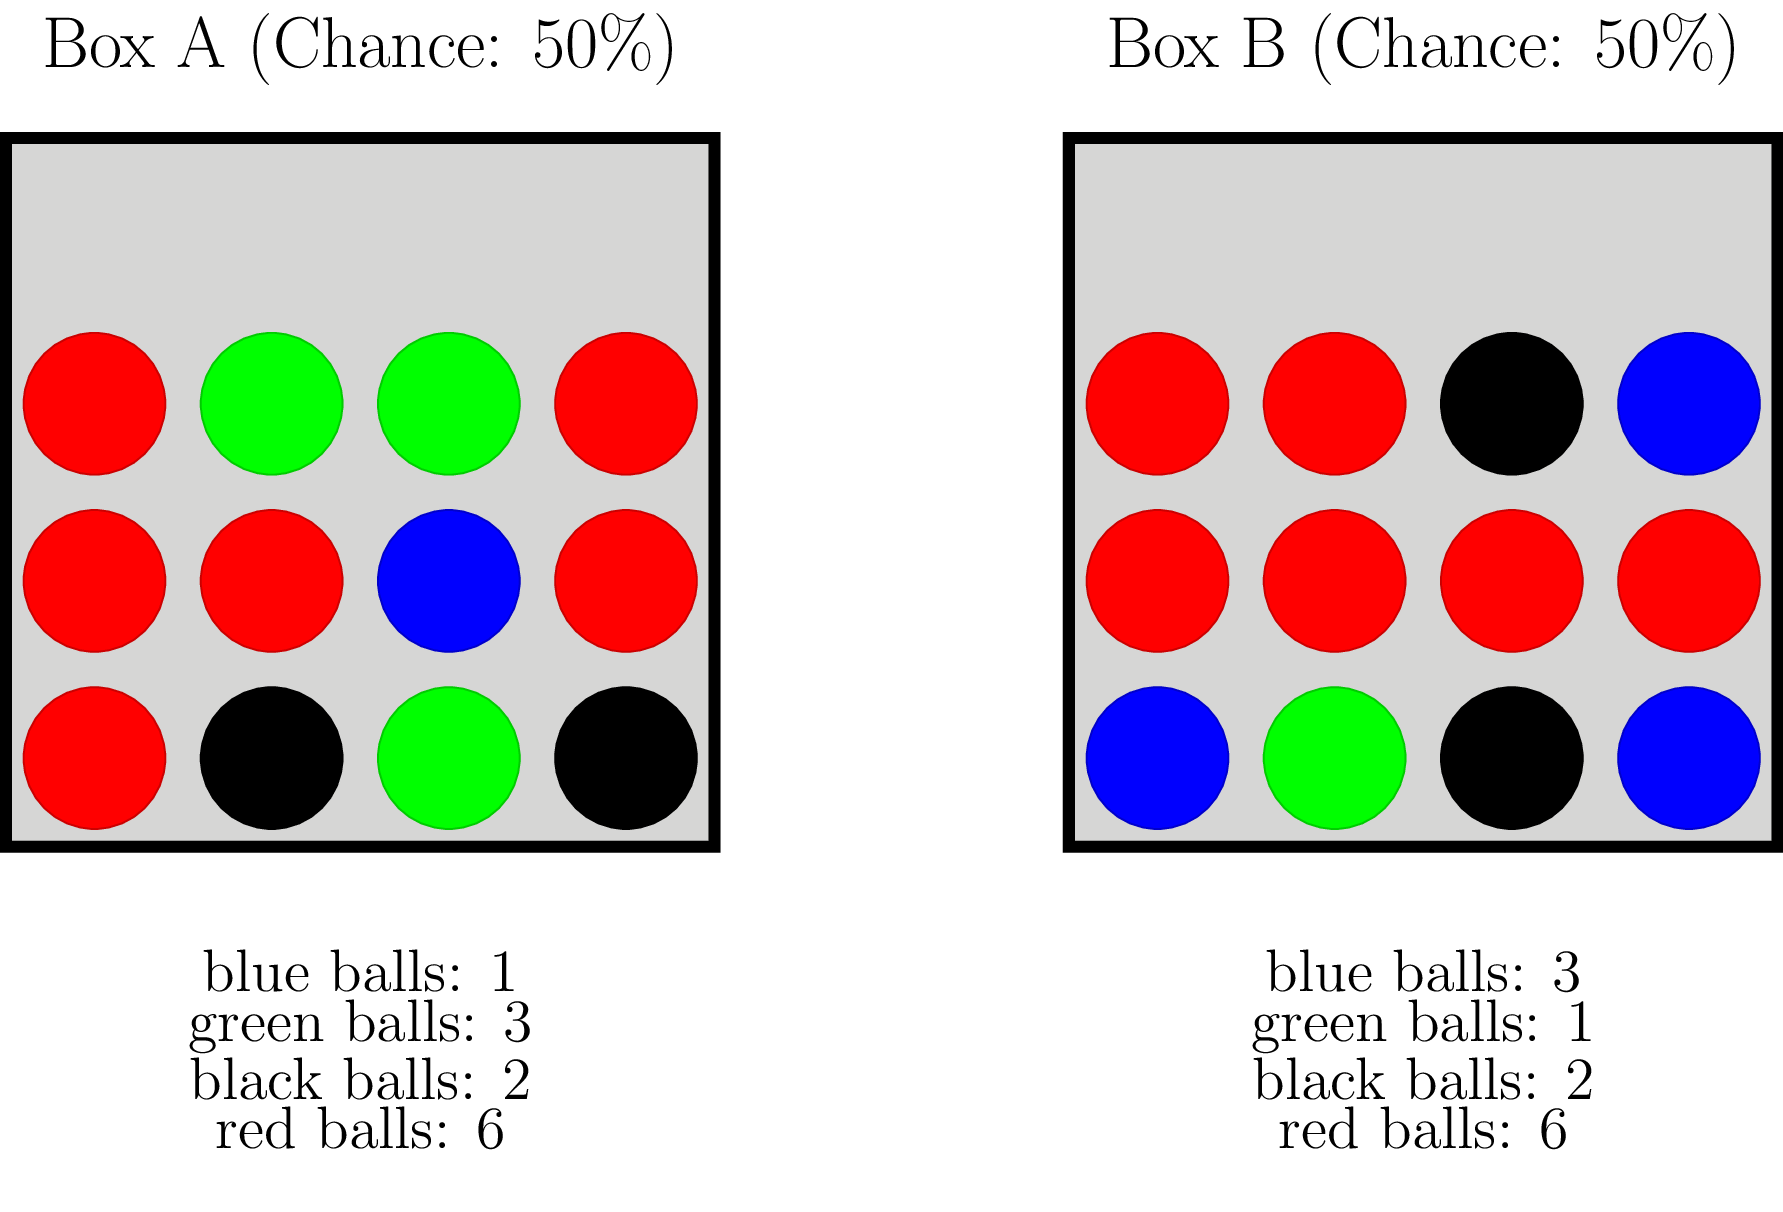 Box A (Chance: 50%)
Box B (Chance: 50%)
blue balls: 1
green balls: 3
black balls: 2
red balls: 6
blue balls: 3
green balls: 1
black balls: 2
red balls: 6